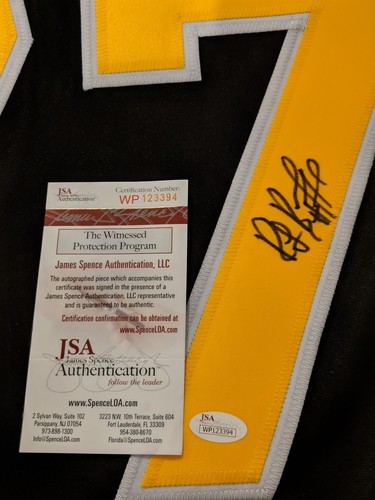 7
JSA
Authentication
Certification Number
WP 123394
The Witnessed
Protection Program
James Spence Authentication, LLC
The autographed piece which accompanies this
certificate was signed in the presence of a
James Spence Authentication, LLC representative
and is guaranteed to be authentic.
Certification confirmation can be obtained at
www.SpenceLOA.com
JSA
James Spence
Authentication™
follow the leader
www.SpenceLOA.com
2 Sylvan Way, Suite 102
Parsippany, NJ 07054
973-898-1300
Info@SpenceLOA.com
3223 N.W. 10th Terrace, Suite 604
Fort Lauderdale, FL 33309
954-380-8670
Florida@SpenceLOA.com
JSA
WP123394